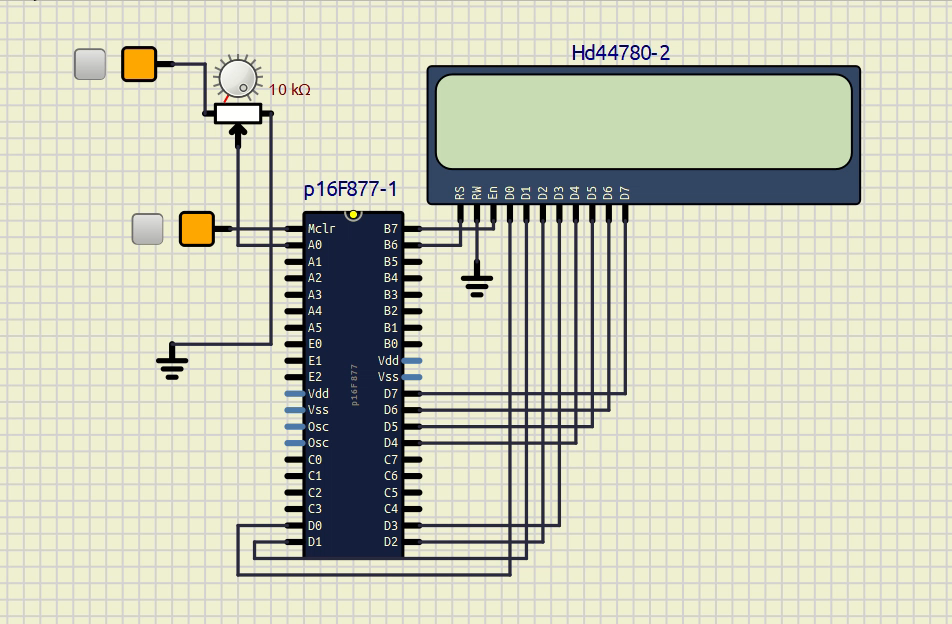 Hd44780-2
10 kΩ
RS RW En D0 D1 D2 D3 D4 D5 D6 D7
p16F877-1
Mclr B7
A0 B6
A1 B5
A2 B4
A3 B3
A4 B2
A5 B1
E0 B0
E1 Vdd
E2 Vss
Vdd D7
Vss D6
Osc D5
Osc D4
C0 C7
C1 C6
C2 C5
C3 C4
D0 D3
D1 D2
p16F877